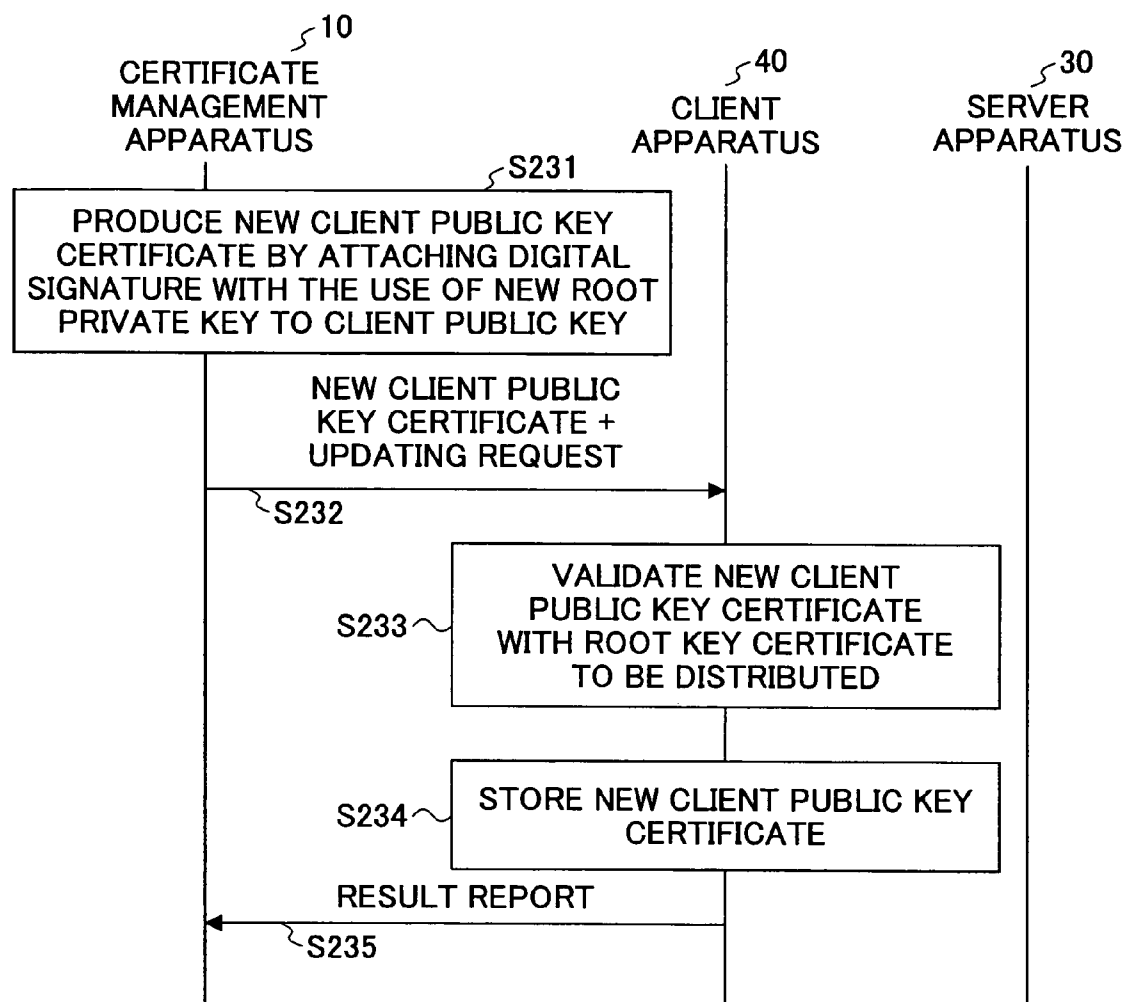 10
CERTIFICATE
MANAGEMENT
APPARATUS
40
CLIENT
APPARATUS
30
SERVER
APPARATUS
S231
PRODUCE NEW CLIENT PUBLIC KEY
CERTIFICATE BY ATTACHING DIGITAL
SIGNATURE WITH THE USE OF NEW ROOT
PRIVATE KEY TO CLIENT PUBLIC KEY
NEW CLIENT PUBLIC
KEY CERTIFICATE +
UPDATING REQUEST
S232
S233
VALIDATE NEW CLIENT
PUBLIC KEY CERTIFICATE
WITH ROOT KEY CERTIFICATE
TO BE DISTRIBUTED
S234
STORE NEW CLIENT PUBLIC KEY
CERTIFICATE
RESULT REPORT
S235